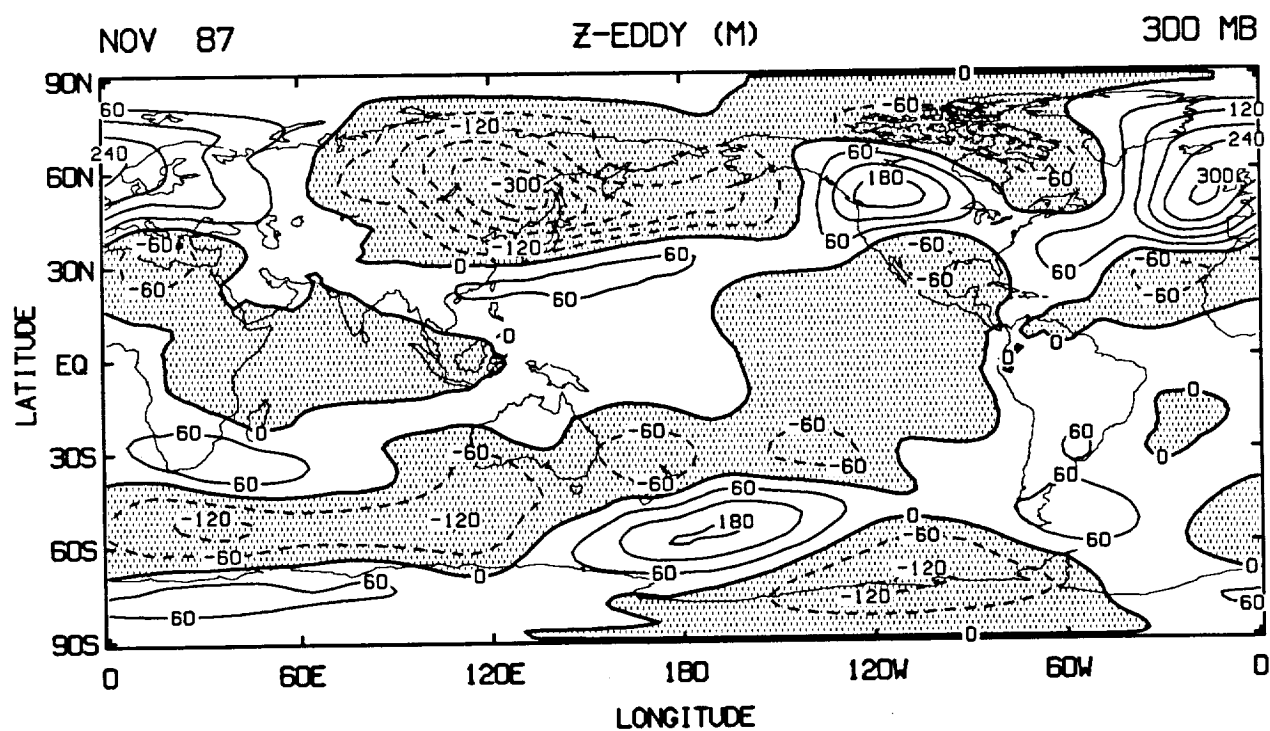 NOV 87 Z-EDDY (M) 300 MB
90N 0
60 -60 120
-120
240 60 240
60N -300 180 -60 300
-120 60 60
-60 0 -60 -60
30N 60 -60 60
-60 60 -60
0 0
EQ 0
LATITUDE
60 0 -60 -60 60 0
30S -60 -60 0
60 -60 60
60
-120 -120 180 0
60S -60 -60 0
0 60 -120
60 60 -120 60
90S 0
0 60E 120E 180 120W 60W 0
LONGITUDE